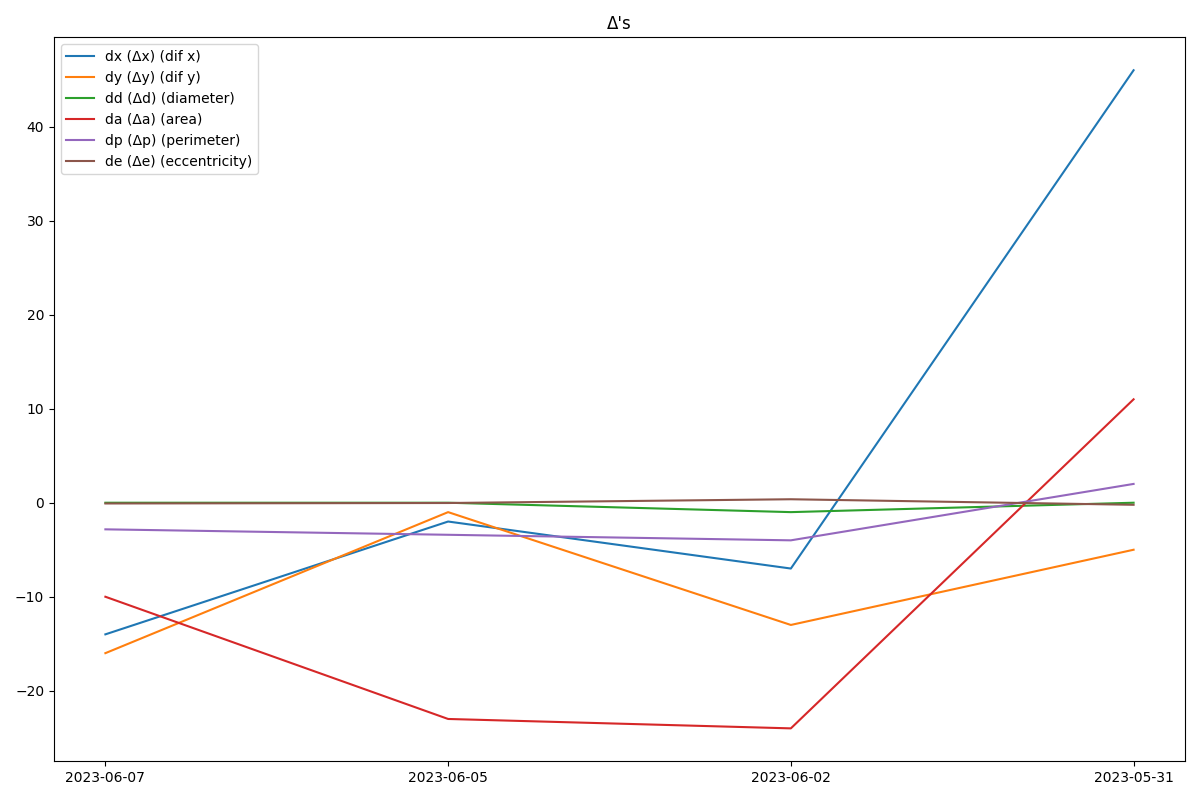 Δ's
dx (Δx) (dif x)
dy (Δy) (dif y)
dd (Δd) (diameter)
da (Δa) (area)
dp (Δp) (perimeter)
de (Δe) (eccentricity)
40
30
20
10
0
−10
−20
2023-06-07 2023-06-05 2023-06-02 2023-05-31